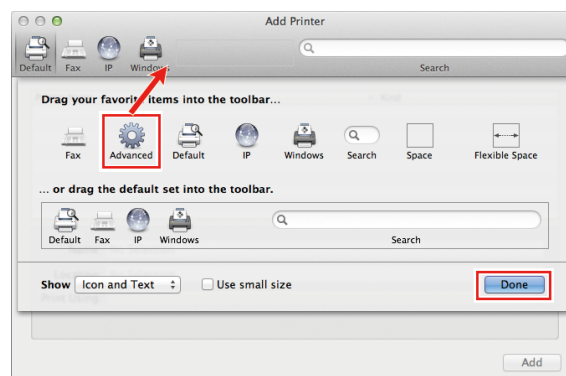 Add Printer
Default Fax IP Windows Search
Drag your favorite items into the toolbar...
Fax Advanced Default IP Windows Search Space Flexible Space
... or drag the default set into the toolbar.
Default Fax IP Windows Search
Show Icon and Text Use small size Done
Add